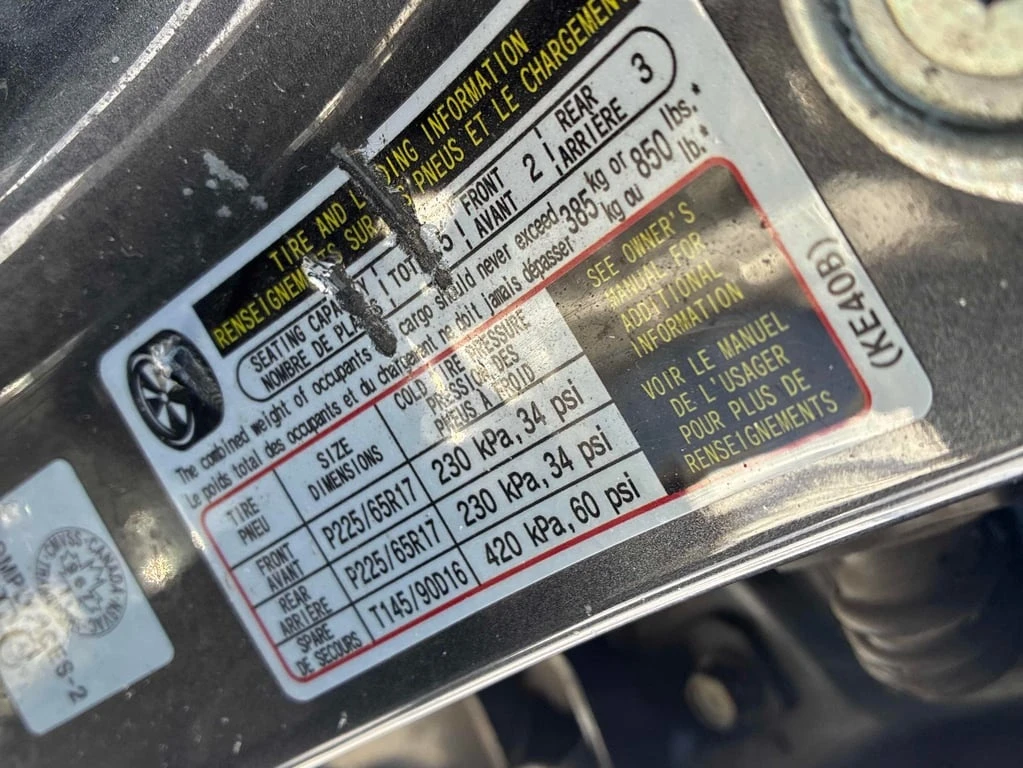 TIRE AND L DING INFORMATION
RENSEIGNEMENTS SUR S PNEUS ET LE CHARGEMENT
SEATING CAPA Y TOT 5 FRONT 2 REAR 3
NOMBRE DE PLA AVANT ARRIÈRE
The combined weight of occupants cargo should never exceed 385 kg or 850 lbs.*
Le poids total des occupants et du chargement ne doit jamais dépasser kg ou lb.*
TIRE SIZE COLD TIRE PRESSURE
PNEU DIMENSIONS PRESSION DES
PNEUS À FROID
FRONT P225/65R17 230 kPa, 34 psi
AVANT
REAR P225/65R17 230 kPa, 34 psi
ARRIÈRE
SPARE T145/90D16 420 kPa, 60 psi
DE SECOURS
SEE OWNER'S
MANUAL FOR
ADDITIONAL
INFORMATION
VOIR LE MANUEL
DE L'USAGER
POUR PLUS DE
RENSEIGNEMENTS
(KE40B)
CANADA